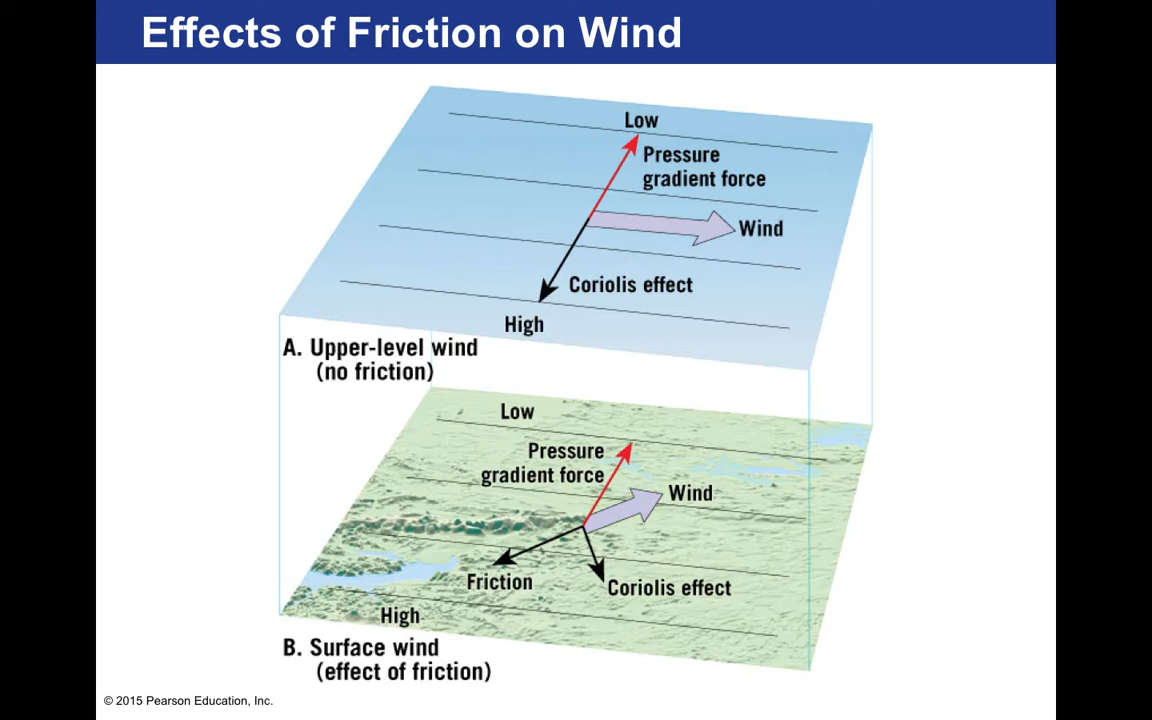 Effects of Friction on Wind
Low
Pressure
gradient force
Wind
Coriolis effect
High
A. Upper-level wind
(no friction)
Low
Pressure
gradient force
Wind
Friction
Coriolis effect
High
B. Surface wind
(effect of friction)
© 2015 Pearson Education, Inc.